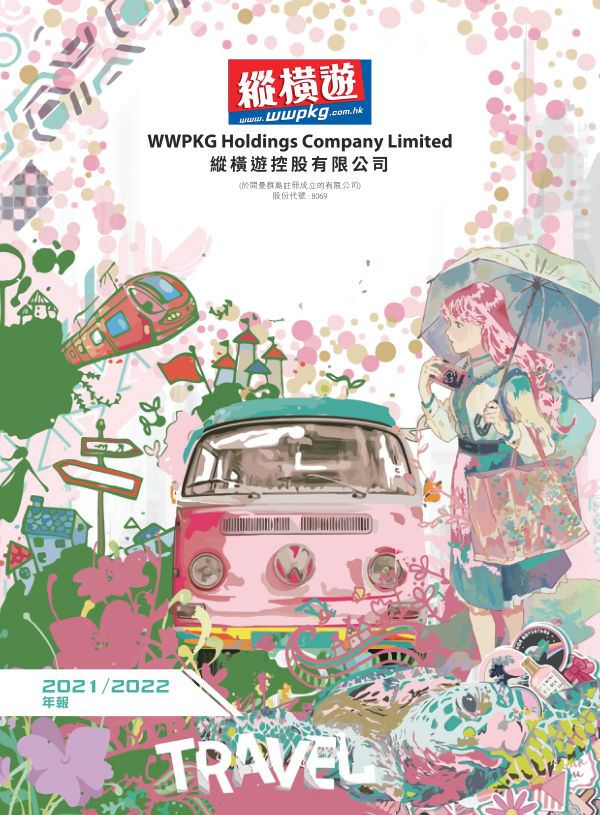 縱橫遊
www.wwpkg.com.hk
WWPKG Holdings Company Limited
縱橫遊控股有限公司
(於開曼群島註冊成立的有限公司)
股份代號 : 8069
2021/2022
年報
TRAVEL